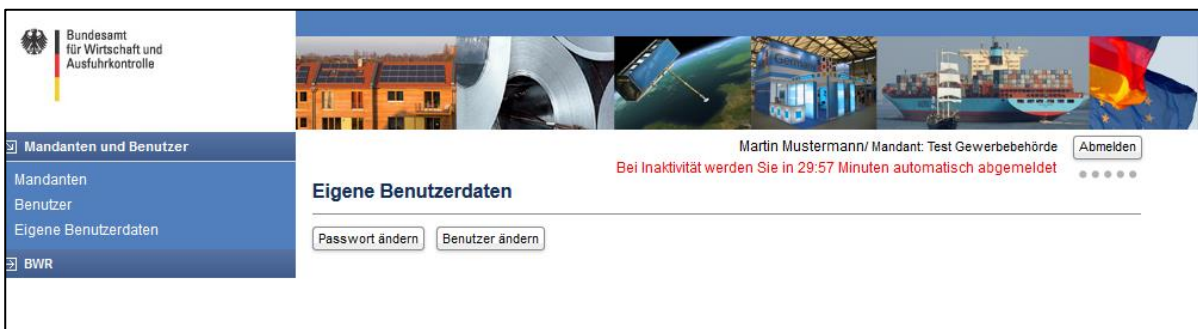 Bundesamt
für Wirtschaft und
Ausfuhrkontrolle
Mandanten und Benutzer
Mandanten
Benutzer
Eigene Benutzerdaten
BWR
Martin Mustermann/ Mandant: Test Gewerbebehörde
Abmelden
Bei Inaktivität werden Sie in 29:57 Minuten automatisch abgemeldet
Eigene Benutzerdaten
Passwort ändern
Benutzer ändern